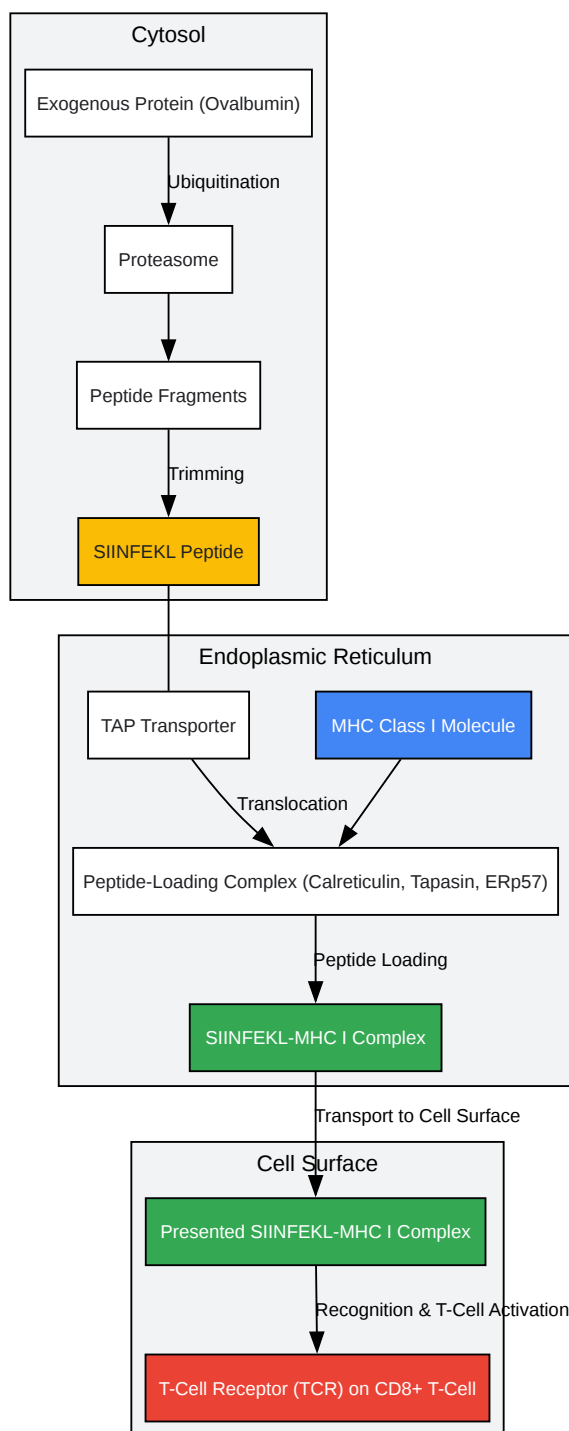 Cytosol
Exogenous Protein (Ovalbumin)
Ubiquitination
Proteasome
Peptide Fragments
Trimming
SIINFEKL Peptide
Endoplasmic Reticulum
TAP Transporter
MHC Class I Molecule
Translocation
Peptide-Loading Complex (Calreticulin, Tapasin, ERp57)
Peptide Loading
SIINFEKL-MHC I Complex
Transport to Cell Surface
Cell Surface
Presented SIINFEKL-MHC I Complex
Recognition & T-Cell Activation
T-Cell Receptor (TCR) on CD8+ T-Cell